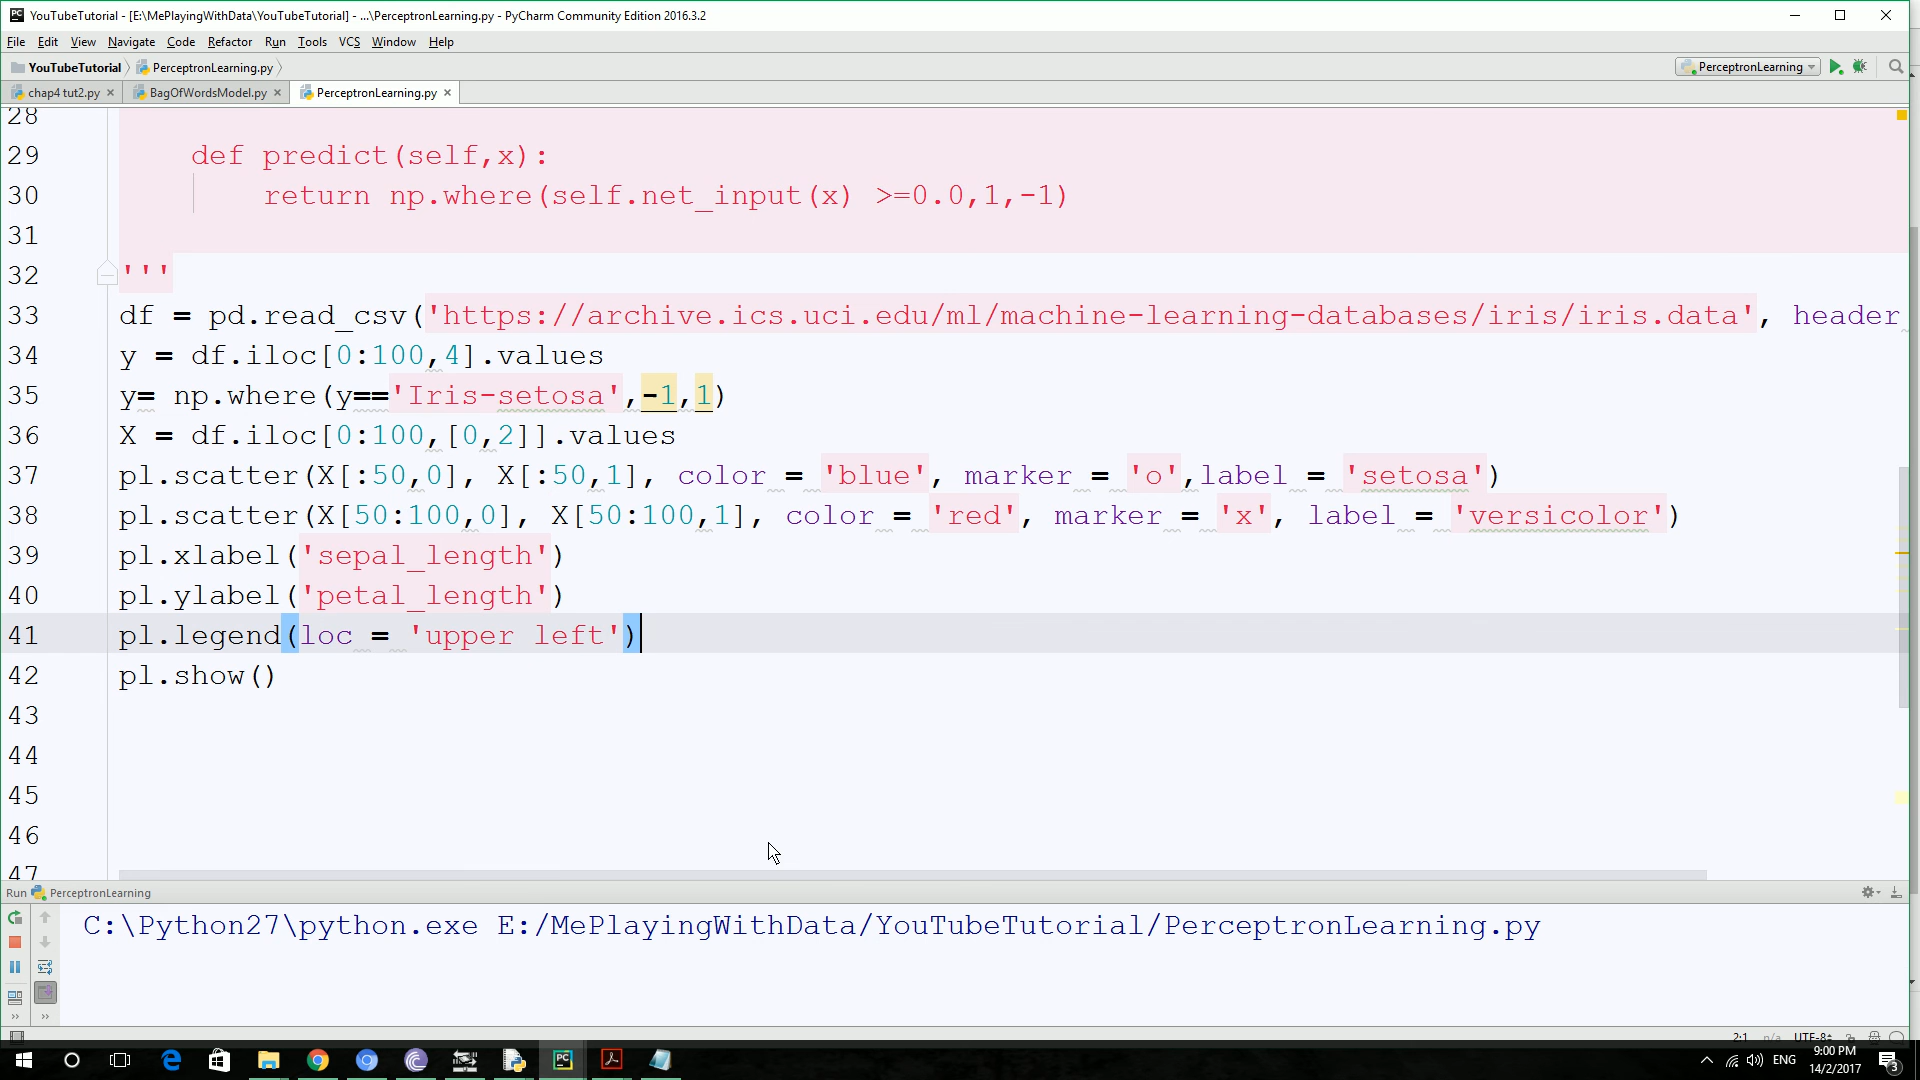 YouTubeTutorial - [E:\MePlayingWithData\YouTubeTutorial] - ...\PerceptronLearning.py - PyCharm Community Edition 2016.3.2
File Edit View Navigate Code Refactor Run Tools VCS Window Help
YouTubeTutorial PerceptronLearning.py PerceptronLearning
chap4 tut2.py BagOfWordsModel.py PerceptronLearning.py
28
29 def predict(self,x):
30 return np.where(self.net_input(x) >=0.0,1,-1)
31
32 '''
33 df = pd.read_csv('https://archive.ics.uci.edu/ml/machine-learning-databases/iris/iris.data', header
34 y = df.iloc[0:100,4].values
35 y= np.where(y=='Iris-setosa',-1,1)
36 X = df.iloc[0:100,[0,2]].values
37 pl.scatter(X[:50,0], X[:50,1], color = 'blue', marker = 'o',label = 'setosa')
38 pl.scatter(X[50:100,0], X[50:100,1], color = 'red', marker = 'x', label = 'versicolor')
39 pl.xlabel('sepal_length')
40 pl.ylabel('petal_length')
41 pl.legend(loc = 'upper left')
42 pl.show()
43
44
45
46
47
Run PerceptronLearning
C:\Python27\python.exe E:/MePlayingWithData/YouTubeTutorial/PerceptronLearning.py
2:1 n/a UTF-8
ENG 9:00 PM
14/2/2017 3